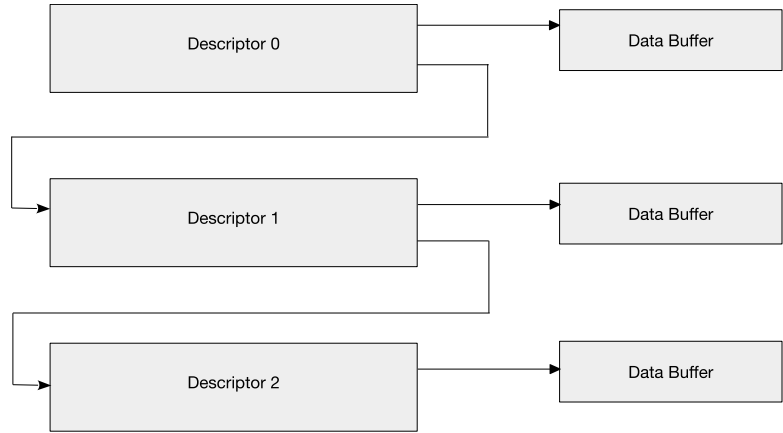 Descriptor 0
Data Buffer
Descriptor 1
Data Buffer
Descriptor 2
Data Buffer